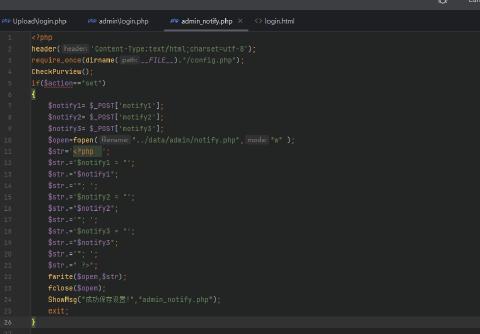 Upload\login.php admin\login.php admin_notify.php login.html
1 <?php
2 header( header: 'Content-Type:text/html;charset=utf-8');
3 require_once(dirname( path: __FILE__)."/config.php");
4 CheckPurview();
5 if($action=="set")
6 {
7 $notify1= $_POST['notify1'];
8 $notify2= $_POST['notify2'];
9 $notify3= $_POST['notify3'];
10 $open=fopen( filename: "../data/admin/notify.php", mode: "w" );
11 $str='<?php ';
12 $str.='$notify1 = "';
13 $str.="$notify1";
14 $str.='"; ';
15 $str.='$notify2 = "';
16 $str.="$notify2";
17 $str.='"; ';
18 $str.='$notify3 = "';
19 $str.="$notify3";
20 $str.='"; ';
21 $str.=" ?>";
22 fwrite($open,$str);
23 fclose($open);
24 ShowMsg("成功保存设置!","admin_notify.php");
25 exit;
26 }